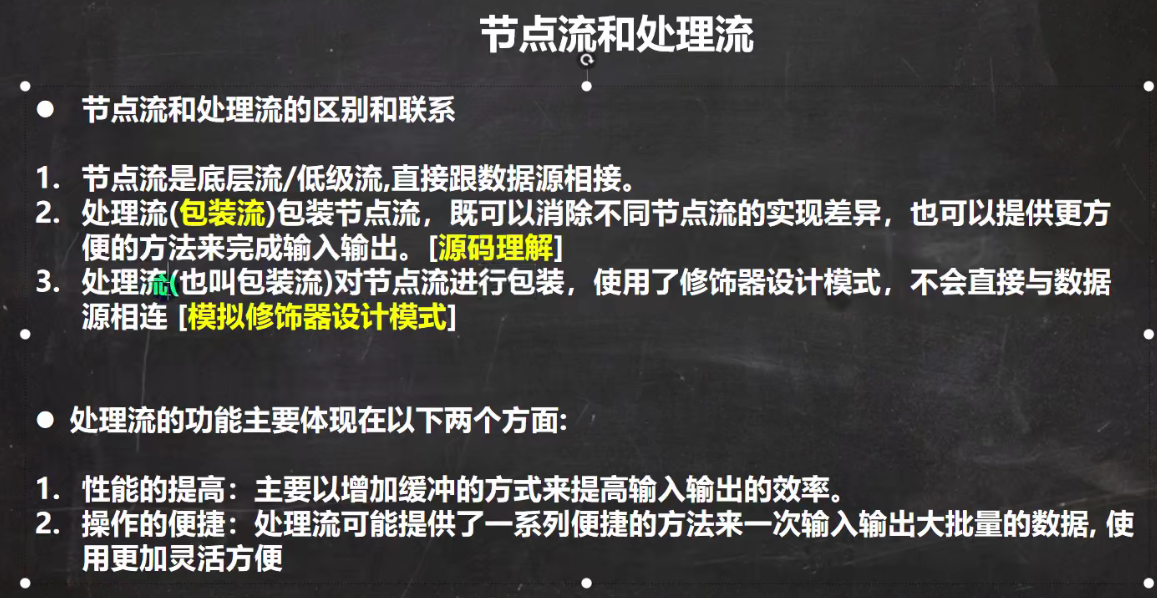 节点流和处理流
● 节点流和处理流的区别和联系
1. 节点流是底层流/低级流,直接跟数据源相接。
2. 处理流(包装流)包装节点流，既可以消除不同节点流的实现差异，也可以提供更方
便的方法来完成输入输出。[源码理解]
3. 处理流(也叫包装流)对节点流进行包装，使用了修饰器设计模式，不会直接与数据
源相连 [模拟修饰器设计模式]
● 处理流的功能主要体现在以下两个方面:
1. 性能的提高：主要以增加缓冲的方式来提高输入输出的效率。
2. 操作的便捷：处理流可能提供了一系列便捷的方法来一次输入输出大批量的数据, 使
用更加灵活方便